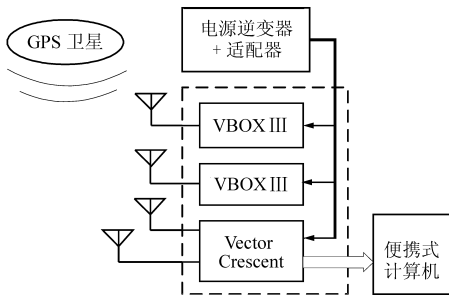 GPS 卫星
电源逆变器
+ 适配器
VBOX Ⅲ
VBOX Ⅲ
Vector
Crescent
便携式
计算机